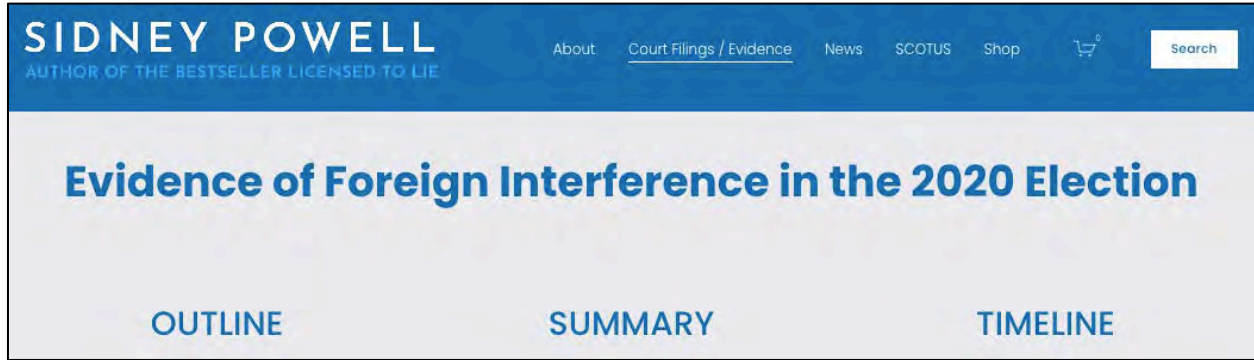 SIDNEY POWELL
AUTHOR OF THE BESTSELLER LICENSED TO LIE
About Court Filings / Evidence News SCOTUS Shop 0 Search
Evidence of Foreign Interference in the 2020 Election
OUTLINE SUMMARY TIMELINE